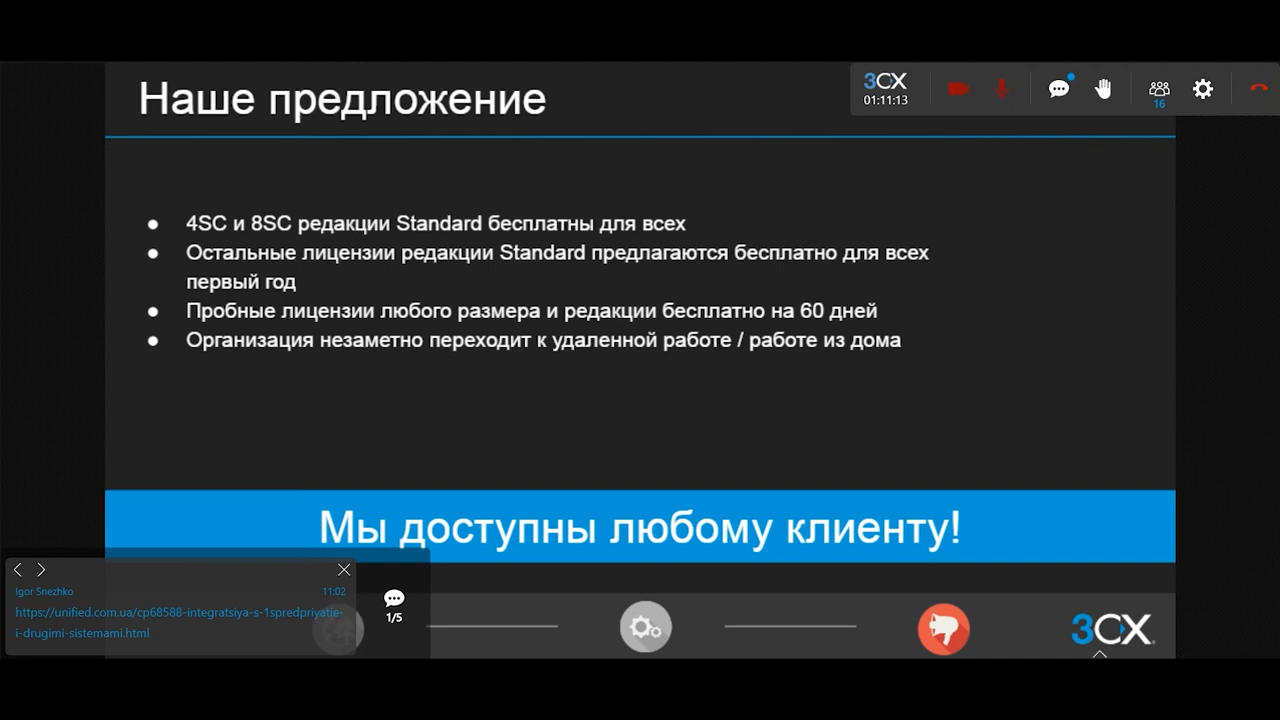 Наше предложение
3CX
01:11:13
16
● 4SC и 8SC редакции Standard бесплатны для всех
● Остальные лицензии редакции Standard предлагаются бесплатно для всех
первый год
● Пробные лицензии любого размера и редакции бесплатно на 60 дней
● Организация незаметно переходит к удаленной работе / работе из дома
Мы доступны любому клиенту!
Igor Snezhko 11:02
https://unified.com.ua/cp68588-integratsiya-s-1spredpriyatie-
i-drugimi-sistemami.html
1/5
3CX®